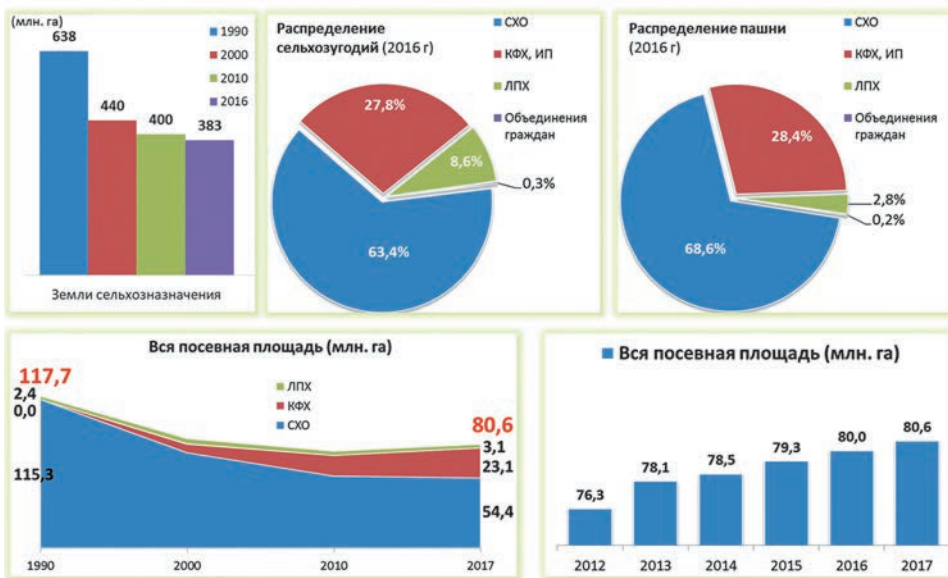 (млн. га)
638
440
400
383
1990
2000
2010
2016
Земли сельхозназначения
Распределение
сельхозугодий (2016 г)
СХО
КФХ, ИП
ЛПХ
Объединения
граждан
27,8%
8,6%
0,3%
63,4%
Распределение пашни
(2016 г)
СХО
КФХ, ИП
ЛПХ
Объединения
граждан
28,4%
2,8%
0,2%
68,6%
Вся посевная площадь (млн. га)
117,7
2,4
0,0
115,3
ЛПХ
КФХ
СХО
80,6
3,1
23,1
54,4
1990
2000
2010
2017
Вся посевная площадь (млн. га)
76,3
78,1
78,5
79,3
80,0
80,6
2012
2013
2014
2015
2016
2017